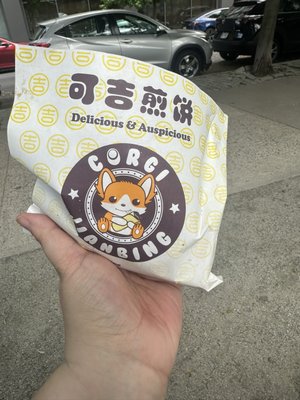 可吉煎饼
Delicious & Auspicious
CORGI
JIANBING